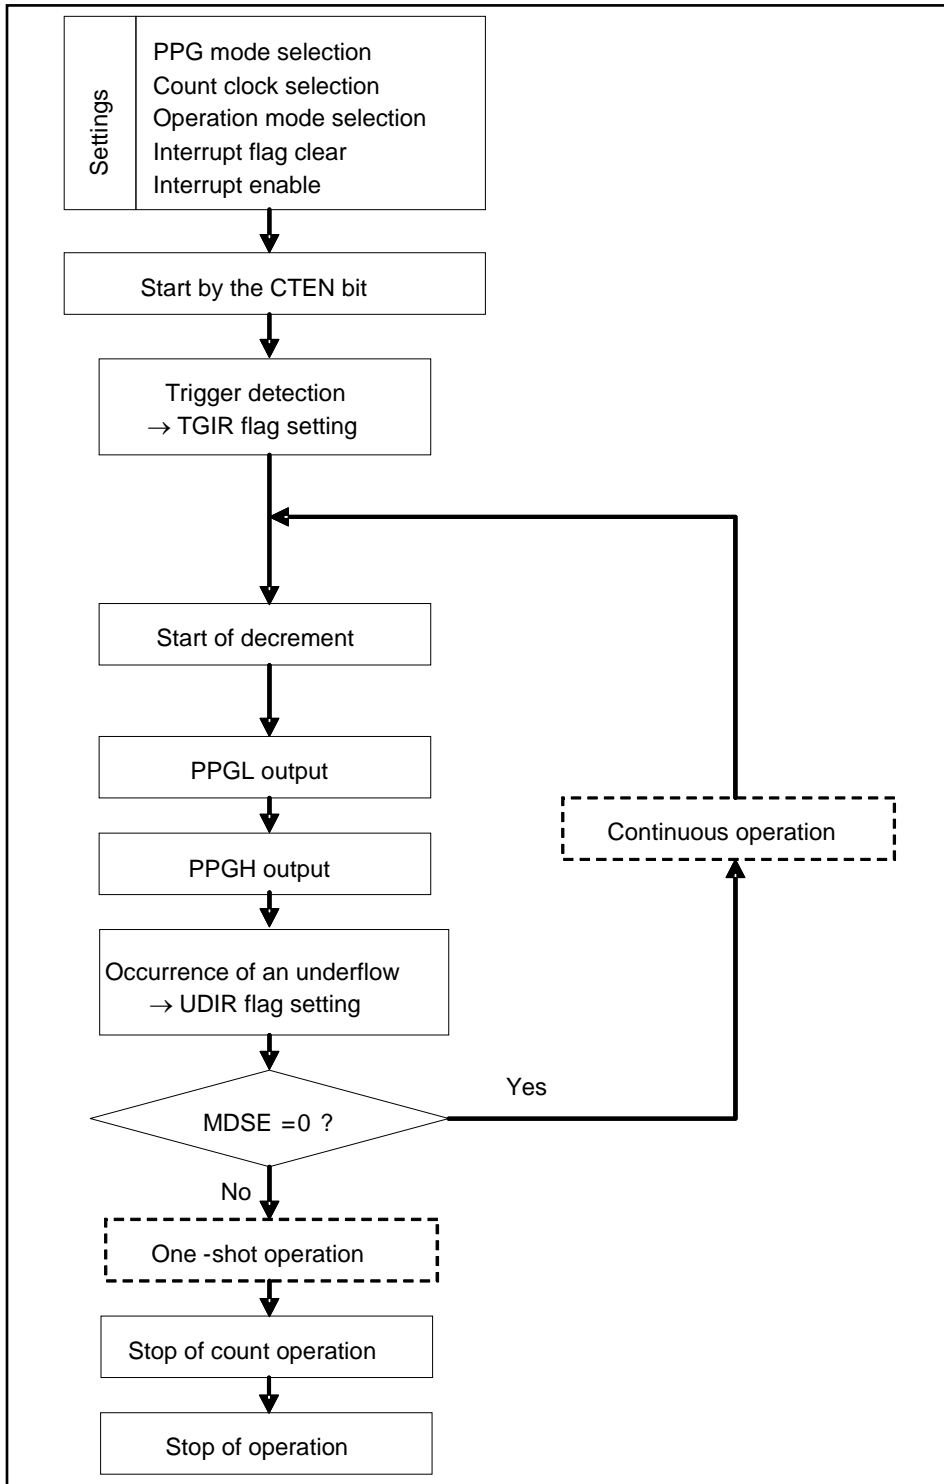 Settings
PPG mode selection
Count clock selection
Operation mode selection
Interrupt flag clear
Interrupt enable
Start by the CTEN bit
Trigger detection
→ TGIR flag setting
Start of decrement
PPGL output
Continuous operation
PPGH output
Occurrence of an underflow
→ UDIR flag setting
Yes
MDSE =0 ?
No
One -shot operation
Stop of count operation
Stop of operation